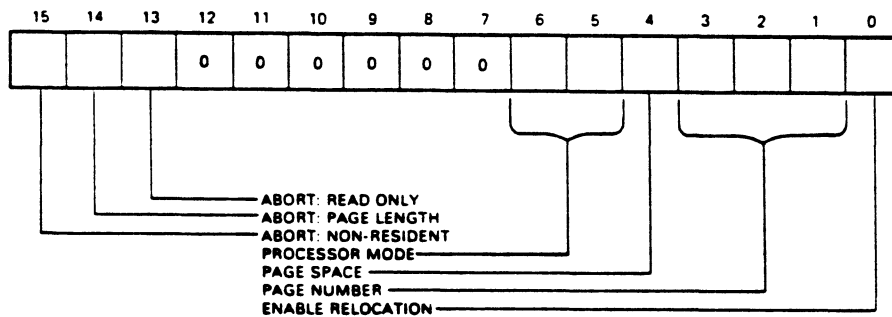 15 14 13 12 11 10 9 8 7 6 5 4 3 2 1 0
0 0 0 0 0 0
ABORT: READ ONLY
ABORT: PAGE LENGTH
ABORT: NON-RESIDENT
PROCESSOR MODE
PAGE SPACE
PAGE NUMBER
ENABLE RELOCATION